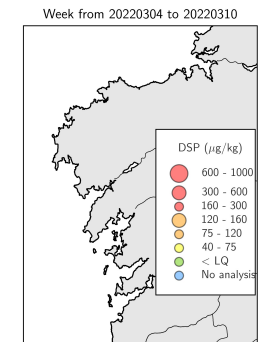 Week from 20220304 to 20220310
DSP (µg/kg)
600 - 1000
300 - 600
160 - 300
120 - 160
75 - 120
40 - 75
< LQ
No analysis